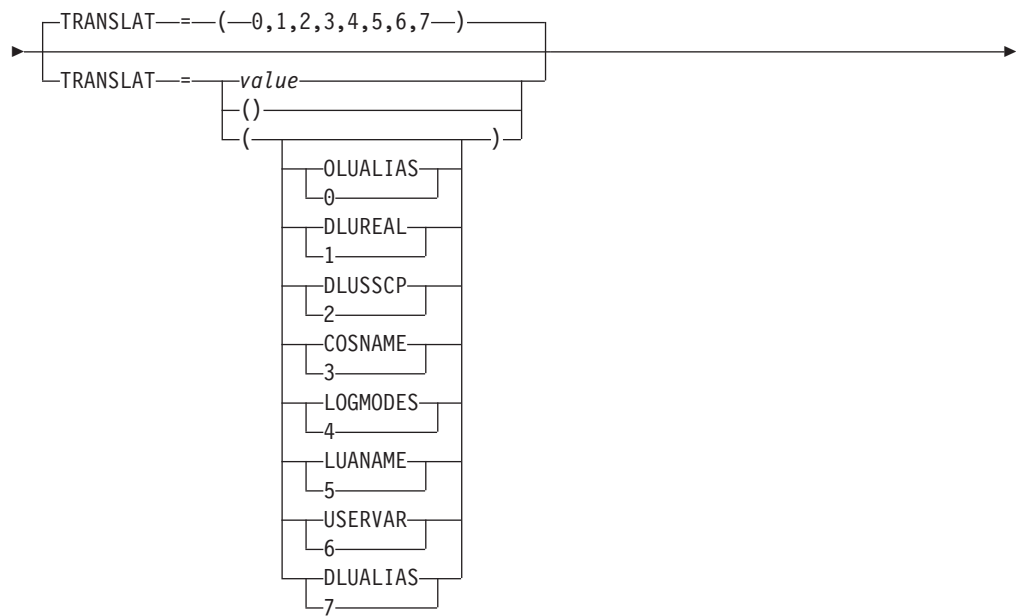 TRANSLAT=(0,1,2,3,4,5,6,7)
TRANSLAT=value
()
( )
OLUALIAS
0
DLUREAL
1
DLUSSCP
2
COSNAME
3
LOGMODES
4
LUANAME
5
USERVAR
6
DLUALIAS
7